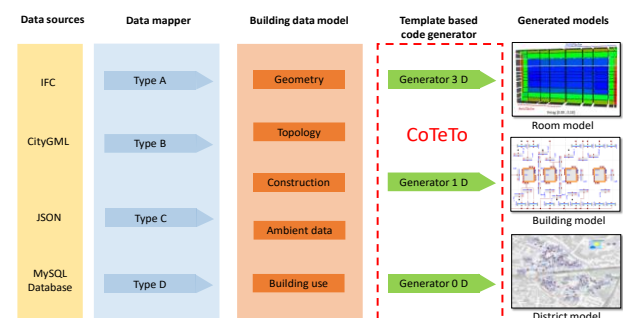 Data sources
Data mapper
Building data model
Template based
code generator
Generated models
IFC
CityGML
JSON
MySQL
Database
Type A
Type B
Type C
Type D
Geometry
Topology
Construction
Ambient data
Building use
Generator 3 D
CoTeTo
Generator 1 D
Generator 0 D
Room model
Building model
District model